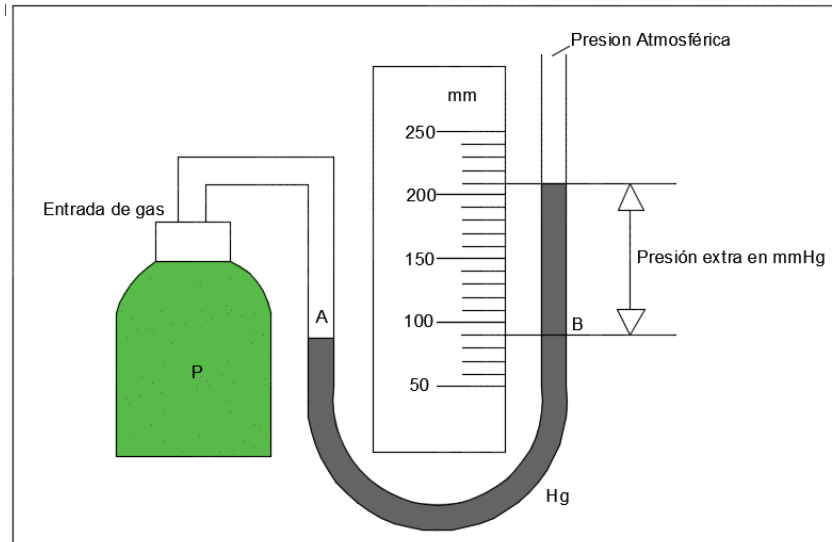 Presion Atmosférica
mm
250
200
150
100
50
Entrada de gas
A
P
B
Presión extra en mmHg
Hg